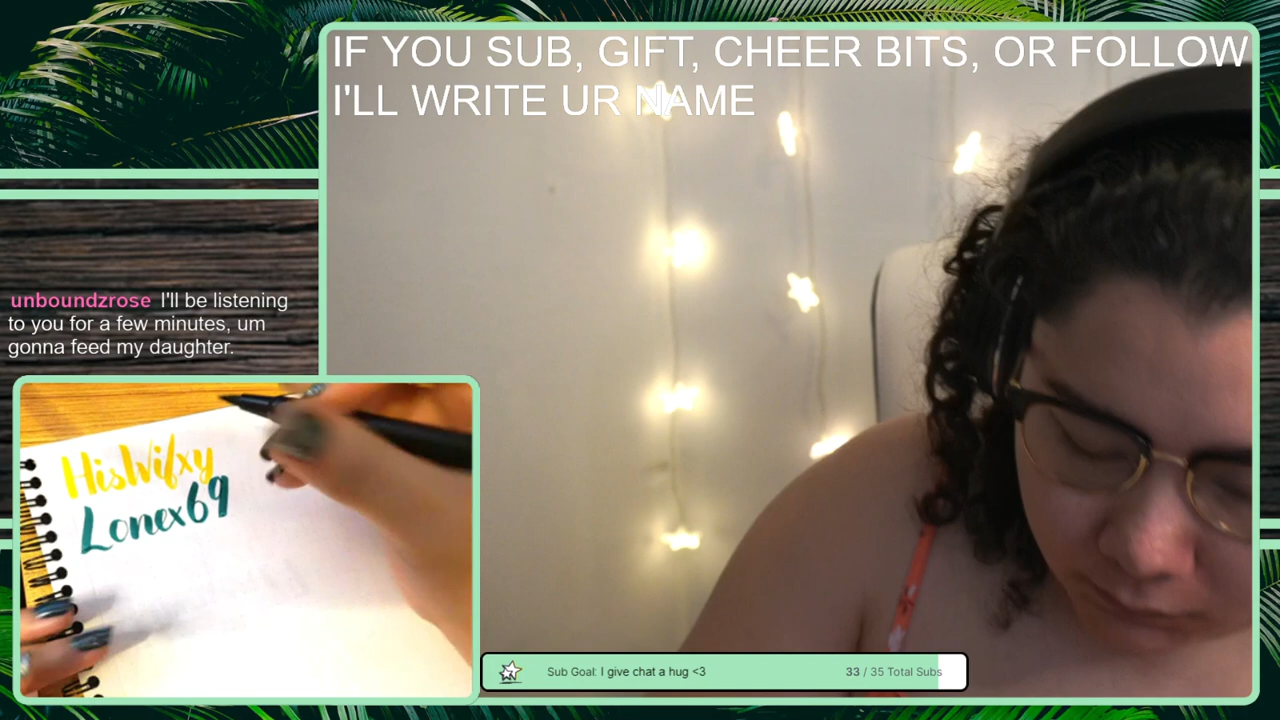 IF YOU SUB, GIFT, CHEER BITS, OR FOLLOW
I'LL WRITE UR NAME
unboundzrose I'll be listening
to you for a few minutes, um
gonna feed my daughter.
HisWifxy
Lonex69
Sub Goal: I give chat a hug <3
33 / 35 Total Subs